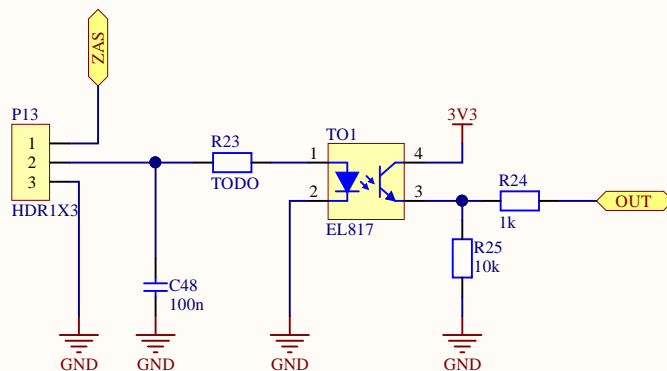 ZAS
P13
1
2
3
HDR1X3
R23
TODO
C48
100n
TO1
1
2
4
3
EL817
3V3
R24
1k
OUT
R25
10k
GND
GND
GND
GND